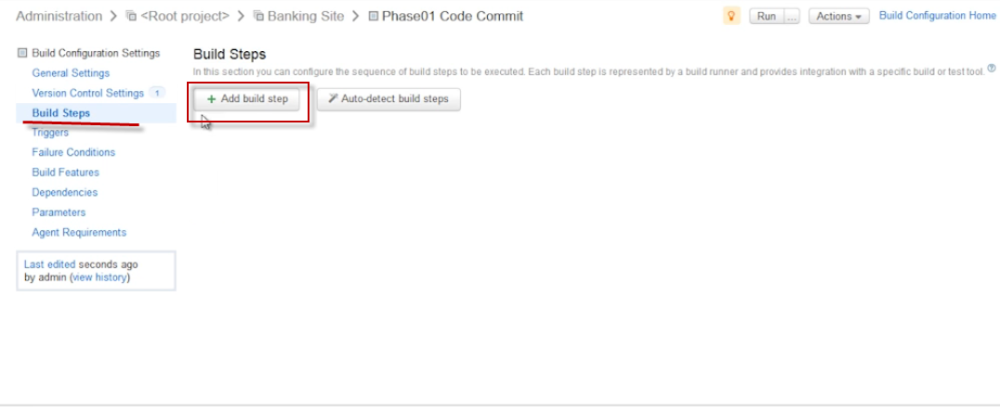 Administration > <Root project> > Banking Site > Phase01 Code Commit
Run ... Actions Build Configuration Home
Build Configuration Settings
General Settings
Version Control Settings 1
Build Steps
Triggers
Failure Conditions
Build Features
Dependencies
Parameters
Agent Requirements
Last edited seconds ago
by admin (view history)
Build Steps
In this section you can configure the sequence of build steps to be executed. Each build step is represented by a build runner and provides integration with a specific build or test tool. ?
+ Add build step Auto-detect build steps